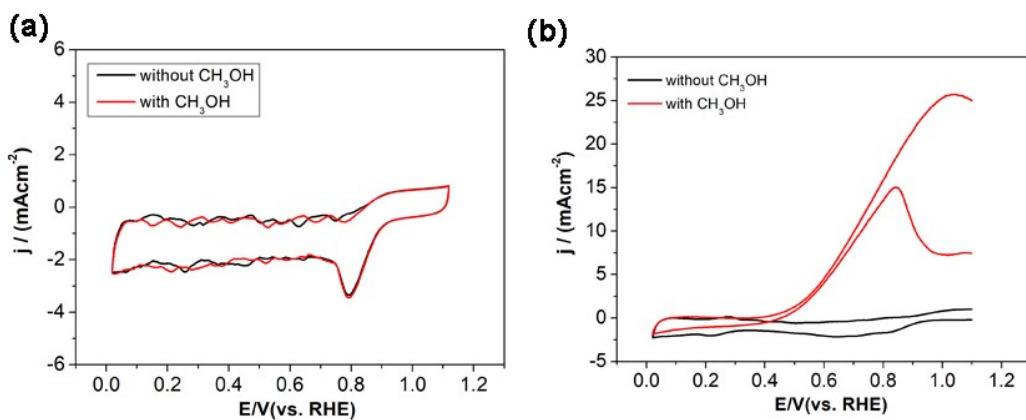 (a)
6
4
2
0
-2
-4
-6
j / (mAcm⁻²)
without CH₃OH
with CH₃OH
0.0 0.2 0.4 0.6 0.8 1.0 1.2
E/V(vs. RHE)
(b)
30
25
20
15
10
5
0
-5
j / (mAcm⁻²)
without CH₃OH
with CH₃OH
0.0 0.2 0.4 0.6 0.8 1.0 1.2
E/V(vs. RHE)